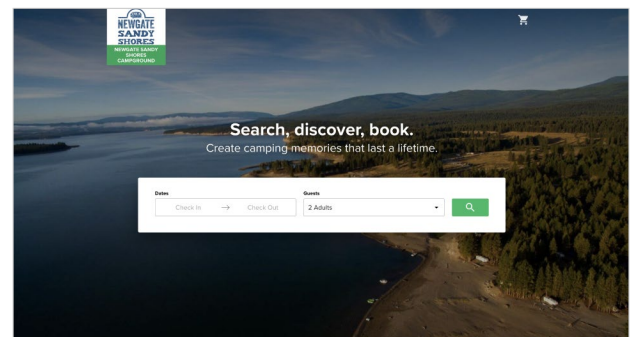 NEWGATE
SANDY
SHORES
NEWGATE SANDY
SHORES
CAMPGROUND
Search, discover, book.
Create camping memories that last a lifetime.
Dates
Guests
Check In → Check Out
2 Adults